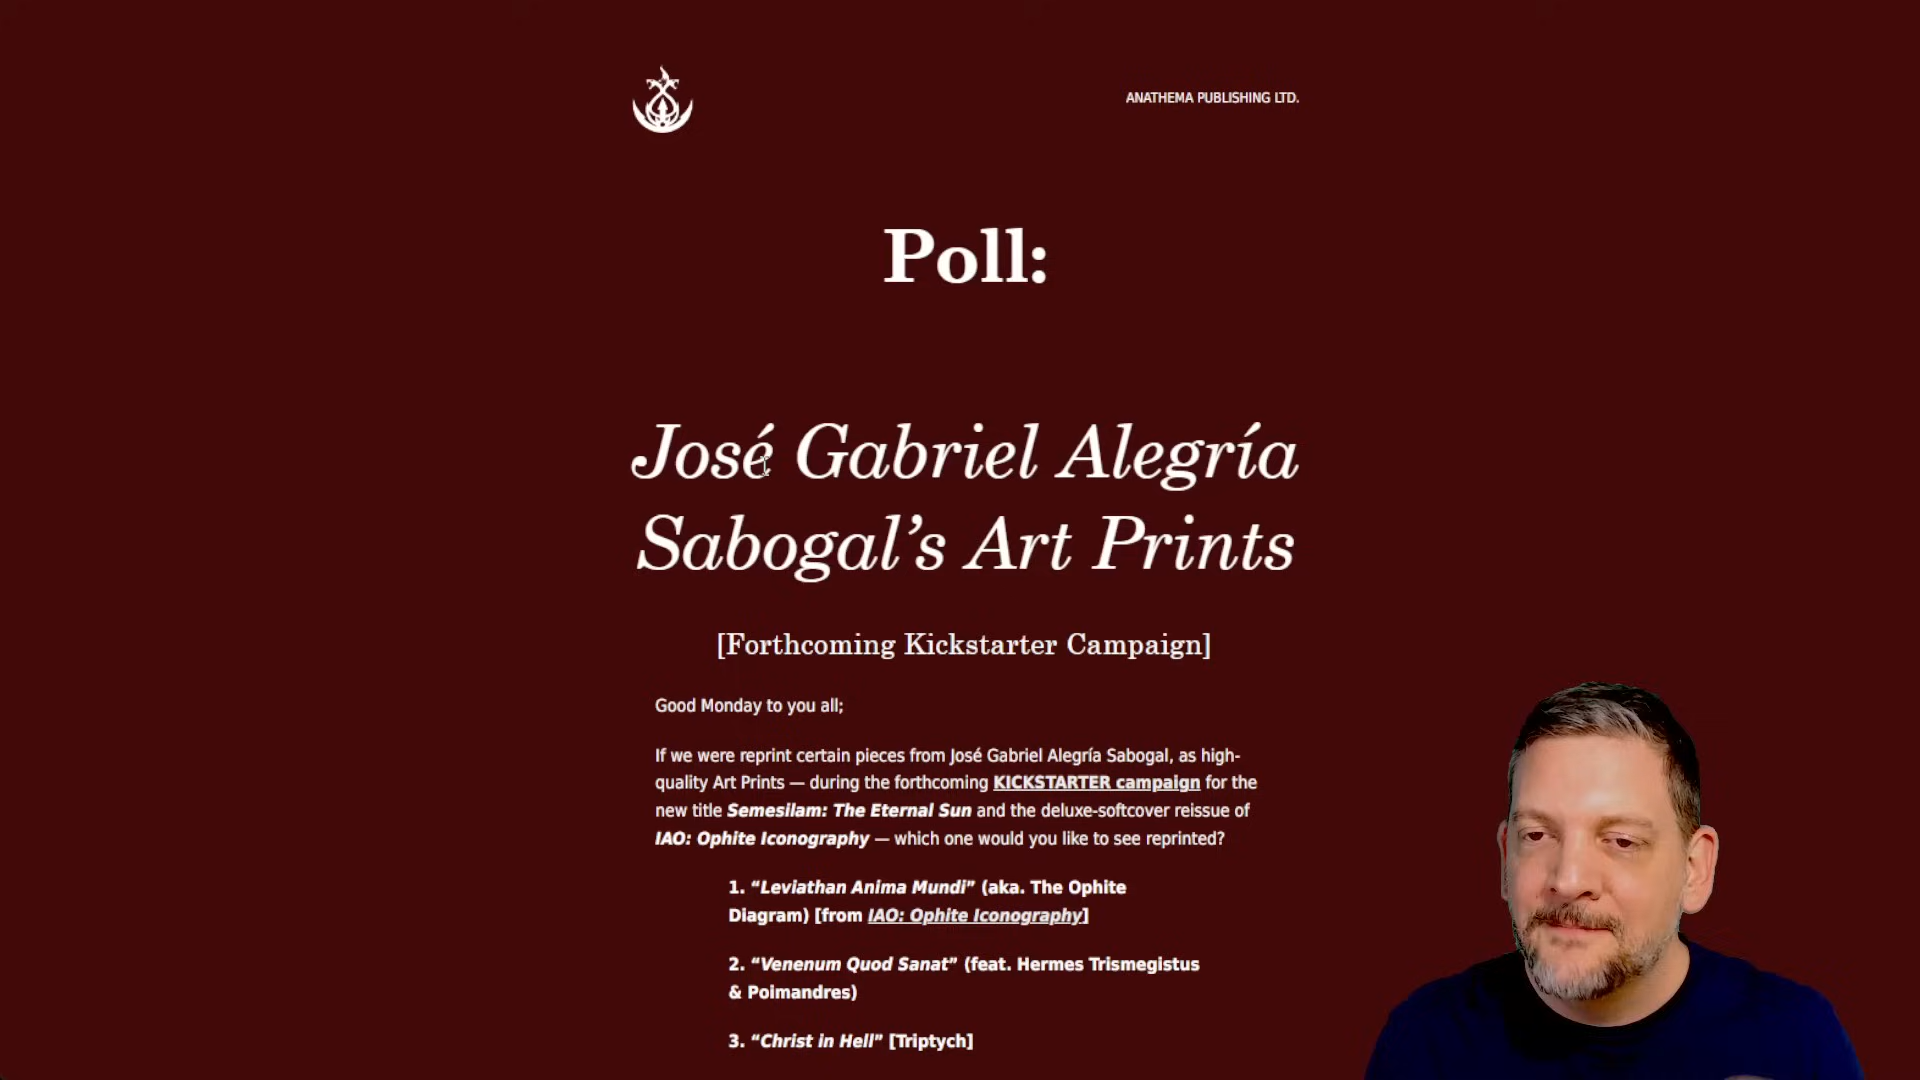 ANATHEMA PUBLISHING LTD.
Poll:
José Gabriel Alegría
Sabogal’s Art Prints
[Forthcoming Kickstarter Campaign]
Good Monday to you all;
If we were reprint certain pieces from José Gabriel Alegría Sabogal, as high-
quality Art Prints — during the forthcoming KICKSTARTER campaign for the
new title Semesilam: The Eternal Sun and the deluxe-softcover reissue of
IAO: Ophite Iconography — which one would you like to see reprinted?
1. “Leviathan Anima Mundi” (aka. The Ophite
Diagram) [from IAO: Ophite Iconography]
2. “Venenum Quod Sanat” (feat. Hermes Trismegistus
& Poimandres)
3. “Christ in Hell” [Triptych]